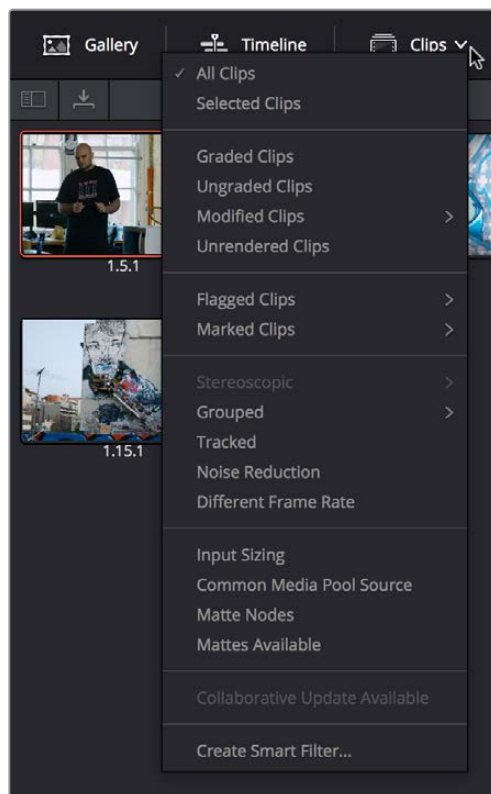 Gallery
Timeline
Clips
✓ All Clips
Selected Clips
Graded Clips
Ungraded Clips
Modified Clips
Unrendered Clips
Flagged Clips
Marked Clips
Stereoscopic
Grouped
Tracked
Noise Reduction
Different Frame Rate
Input Sizing
Common Media Pool Source
Matte Nodes
Mattes Available
Collaborative Update Available
Create Smart Filter...
1.5.1
1.15.1